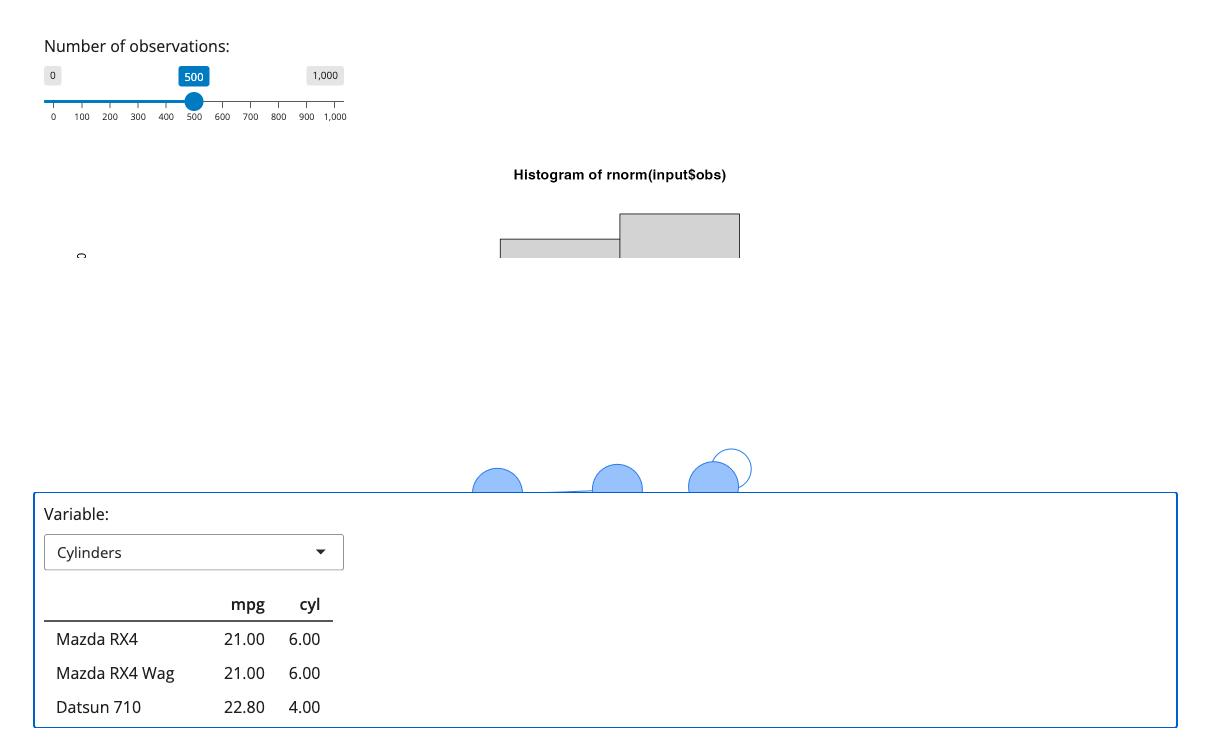 Number of observations:
0 500 1,000
0 100 200 300 400 500 600 700 800 900 1,000
Histogram of rnorm(input$obs)
Variable:
Cylinders
mpg cyl
Mazda RX4 21.00 6.00
Mazda RX4 Wag 21.00 6.00
Datsun 710 22.80 4.00